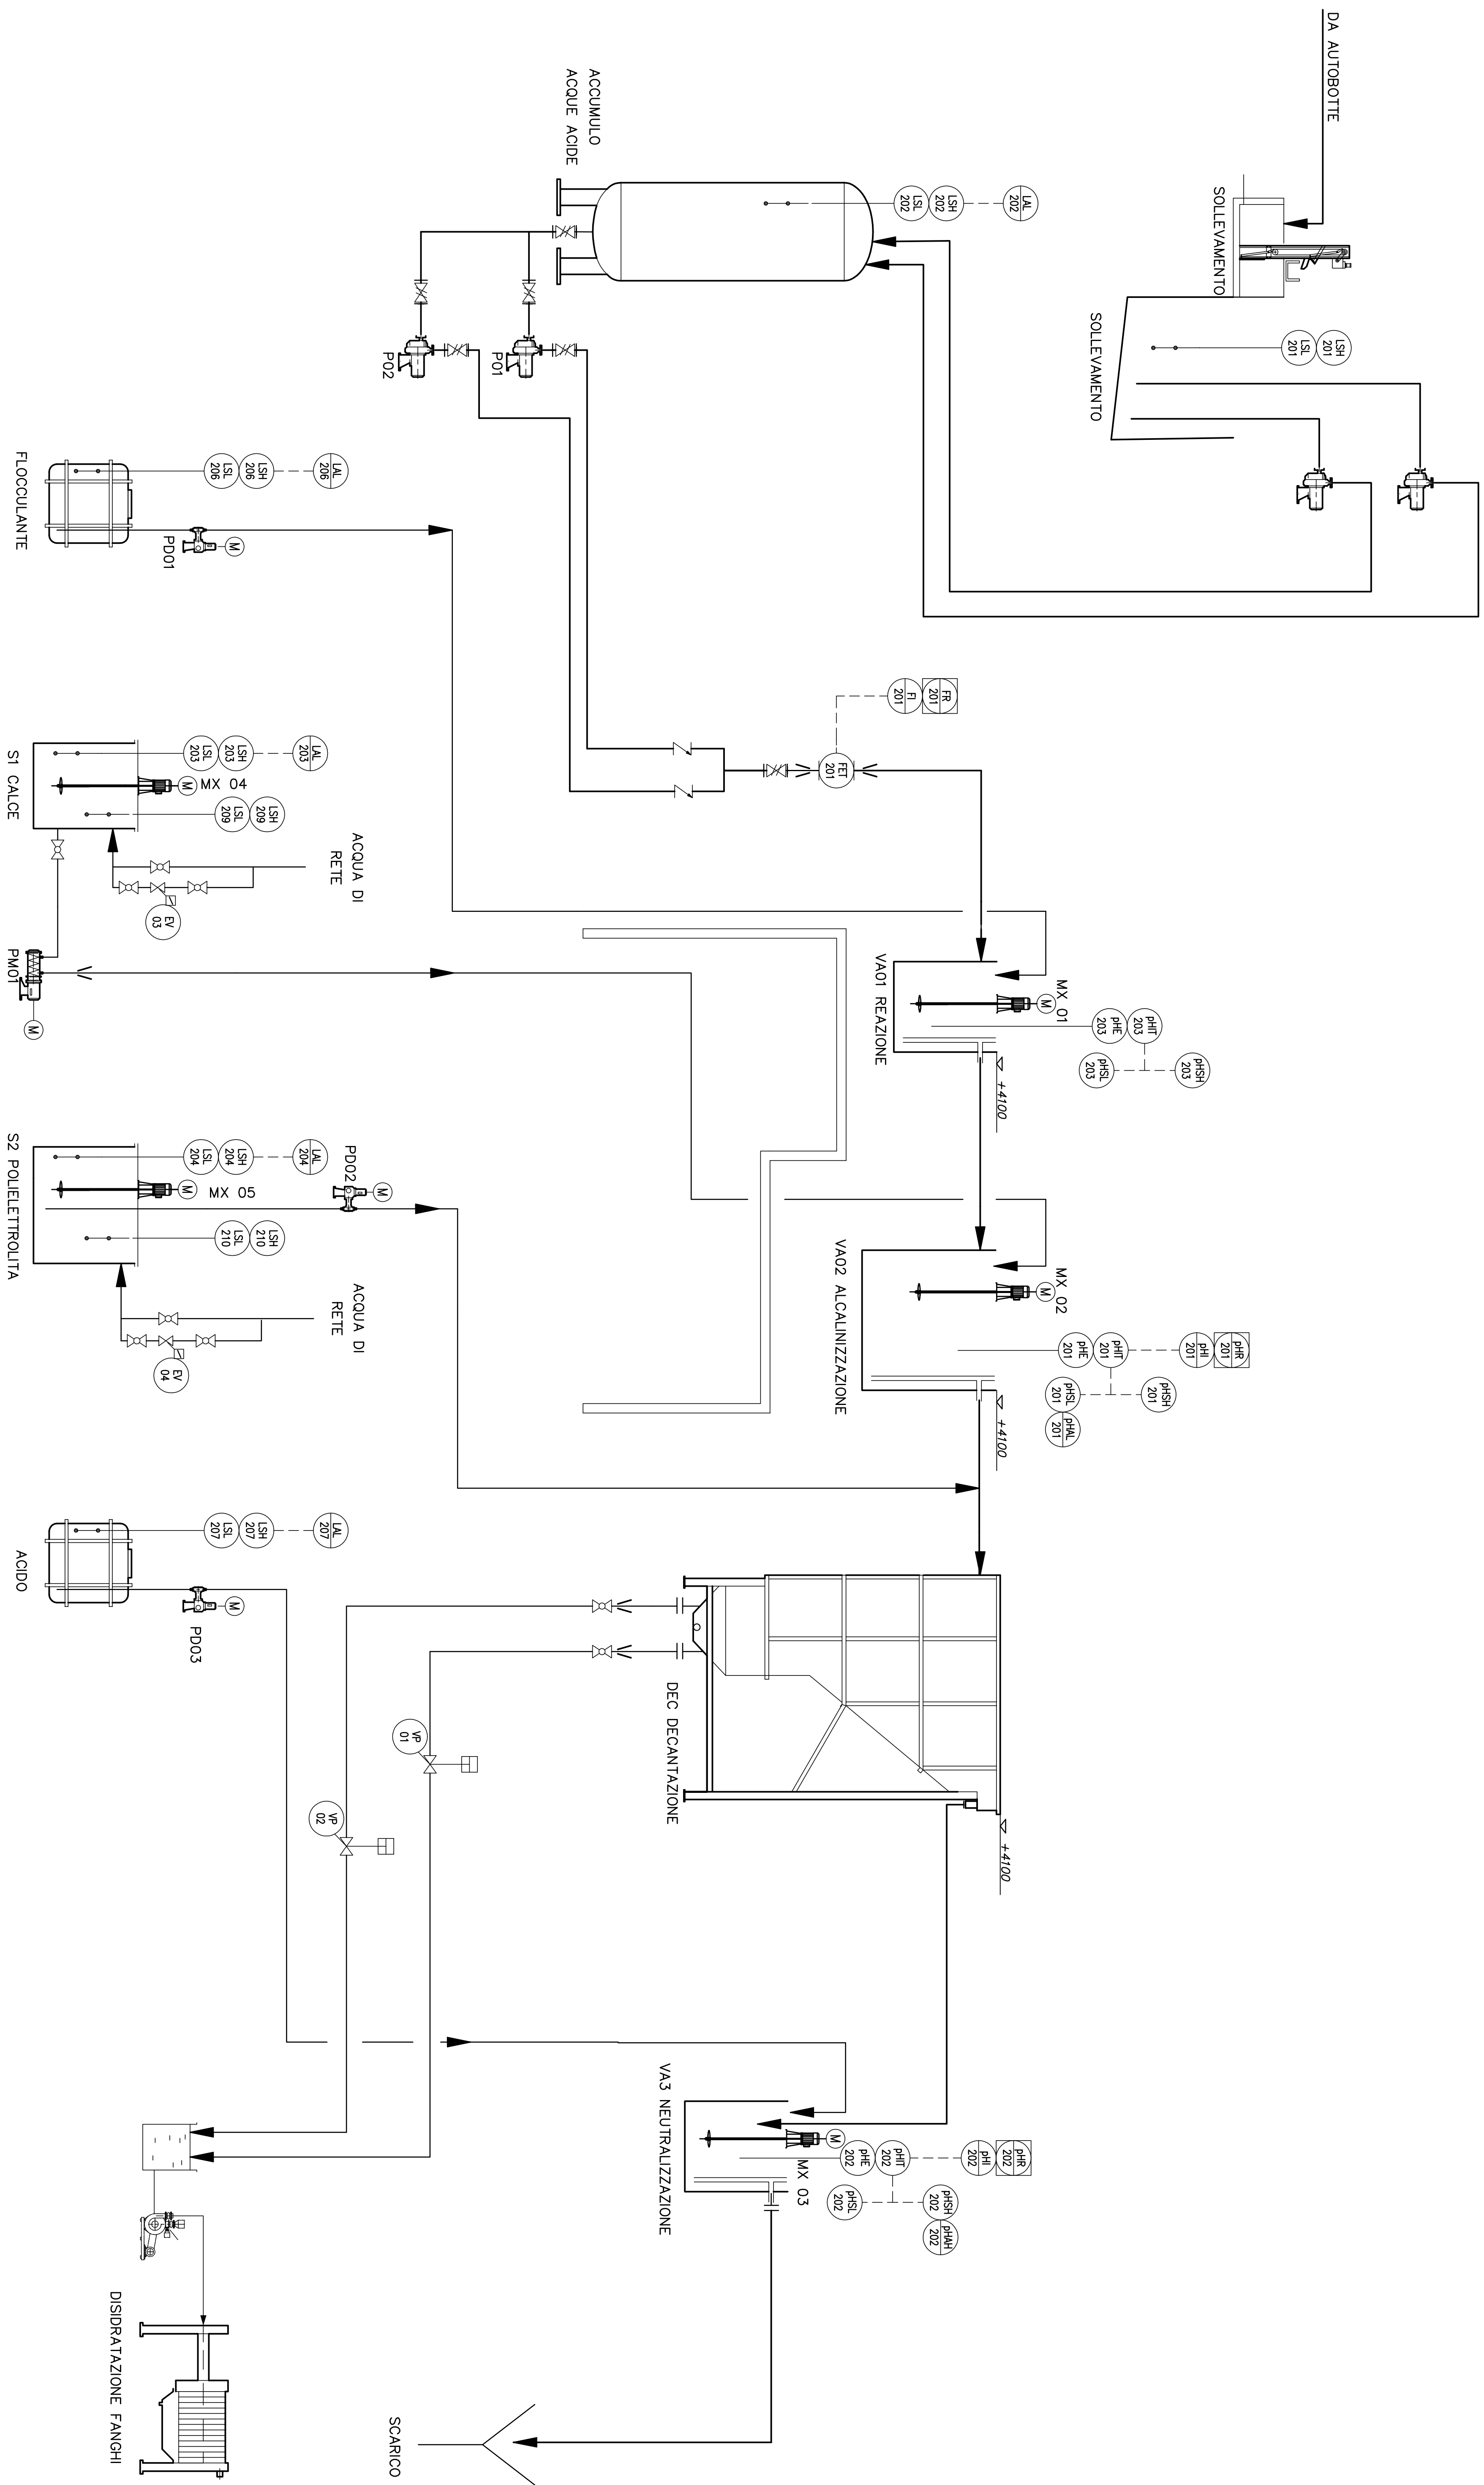 DA AUTOBOTTE
SOLLEVAMENTO
SOLLEVAMENTO
LSH
201
LSL
201
ACCUMULO
ACQUE ACIDE
LAL
202
LSH
202
LSL
202
P01
P02
FLOCCULANTE
LAL
206
LSH
206
LSL
206
PD01
M
FR
201
FI
201
FET
201
S1 CALCE
LAL
203
LSH
203
LSL
203
MX 04
M
LSH
209
LSL
209
ACQUA DI
RETE
EV
03
PM01
M
VA01 REAZIONE
MX 01
M
pHIT
203
pHE
203
pHSH
203
pHSL
203
+4100
S2 POLIELETTROLITA
LAL
204
LSH
204
LSL
204
MX 05
M
PD02
M
LSH
210
LSL
210
ACQUA DI
RETE
EV
04
VA02 ALCALINIZZAZIONE
MX 02
M
pHR
201
pHI
201
pHIT
201
pHE
201
pHSH
201
pHSL
201
pHAL
201
+4100
ACIDO
LAL
207
LSH
207
LSL
207
PD03
M
DEC DECANTAZIONE
+4100
VP
01
VP
02
VA3 NEUTRALIZZAZIONE
MX 03
M
pHR
202
pHI
202
pHIT
202
pHE
202
pHSH
202
pHSL
202
pHAH
202
DISIDRATAZIONE FANGHI
SCARICO